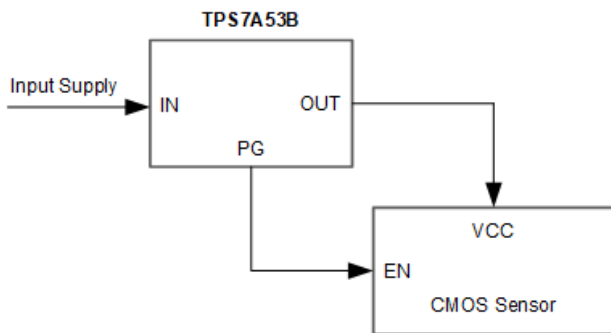 TPS7A53B
Input Supply
IN
OUT
PG
VCC
EN
CMOS Sensor